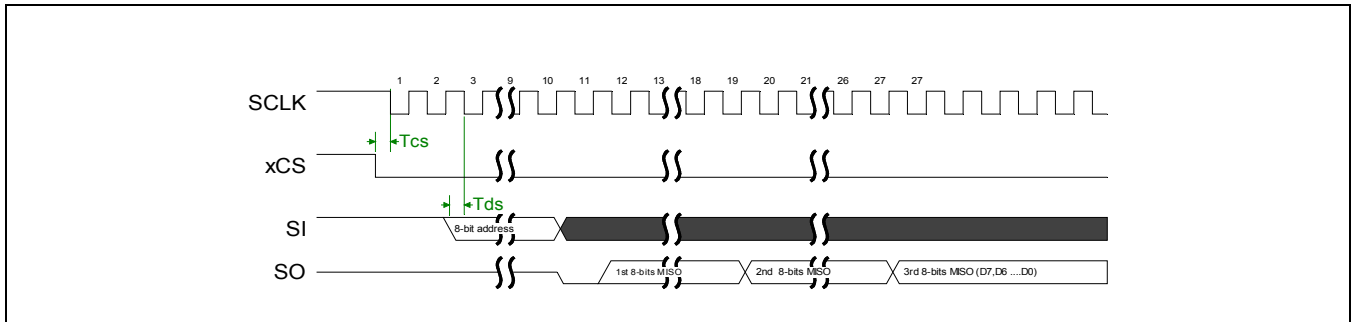 1 2 3 9 10 11 12 13 18 19 20 21 26 27 27
SCLK
Tcs
xCS
Tds
SI
8-bit address
SO
1st 8-bits MISO
2nd 8-bits MISO
3rd 8-bits MISO (D7,D6 ....D0)